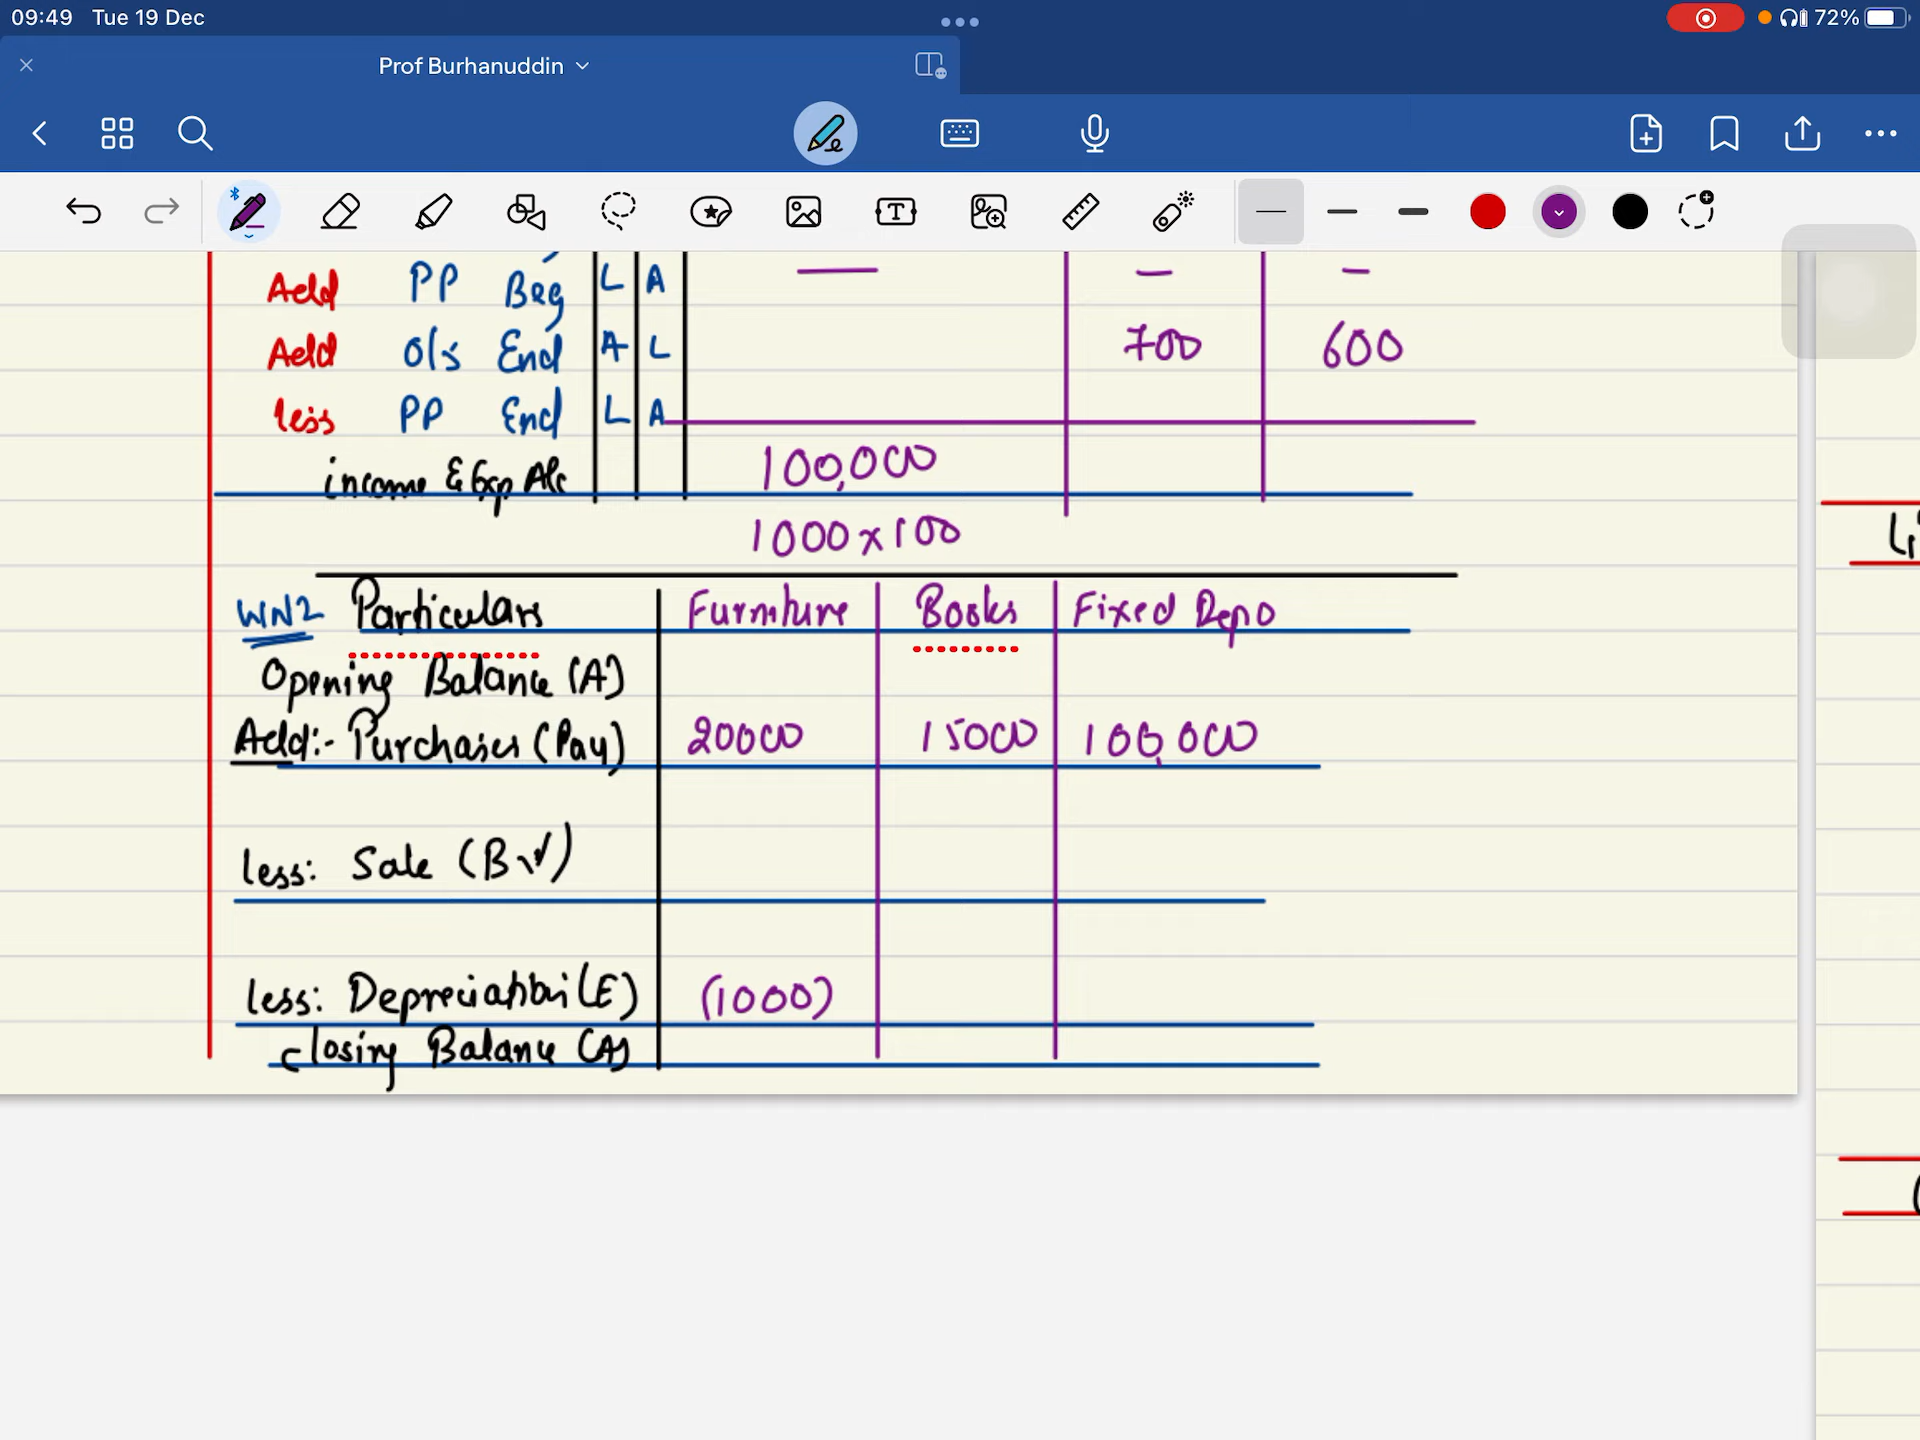 09:49 Tue 19 Dec 72%
Prof Burhanuddin
Add PP Beg L A — — —
Add O/s End A L 700 600
less PP End L A
income & Exp A/c 100,000
1000 x 100
WN2 Particulars Furniture Books Fixed Depo
Opening Balance (A)
Add:- Purchases (Pay) 20000 15000 100,000
less: Sale (B.V)
less: Depreciation (E) (1000)
closing Balance (A)